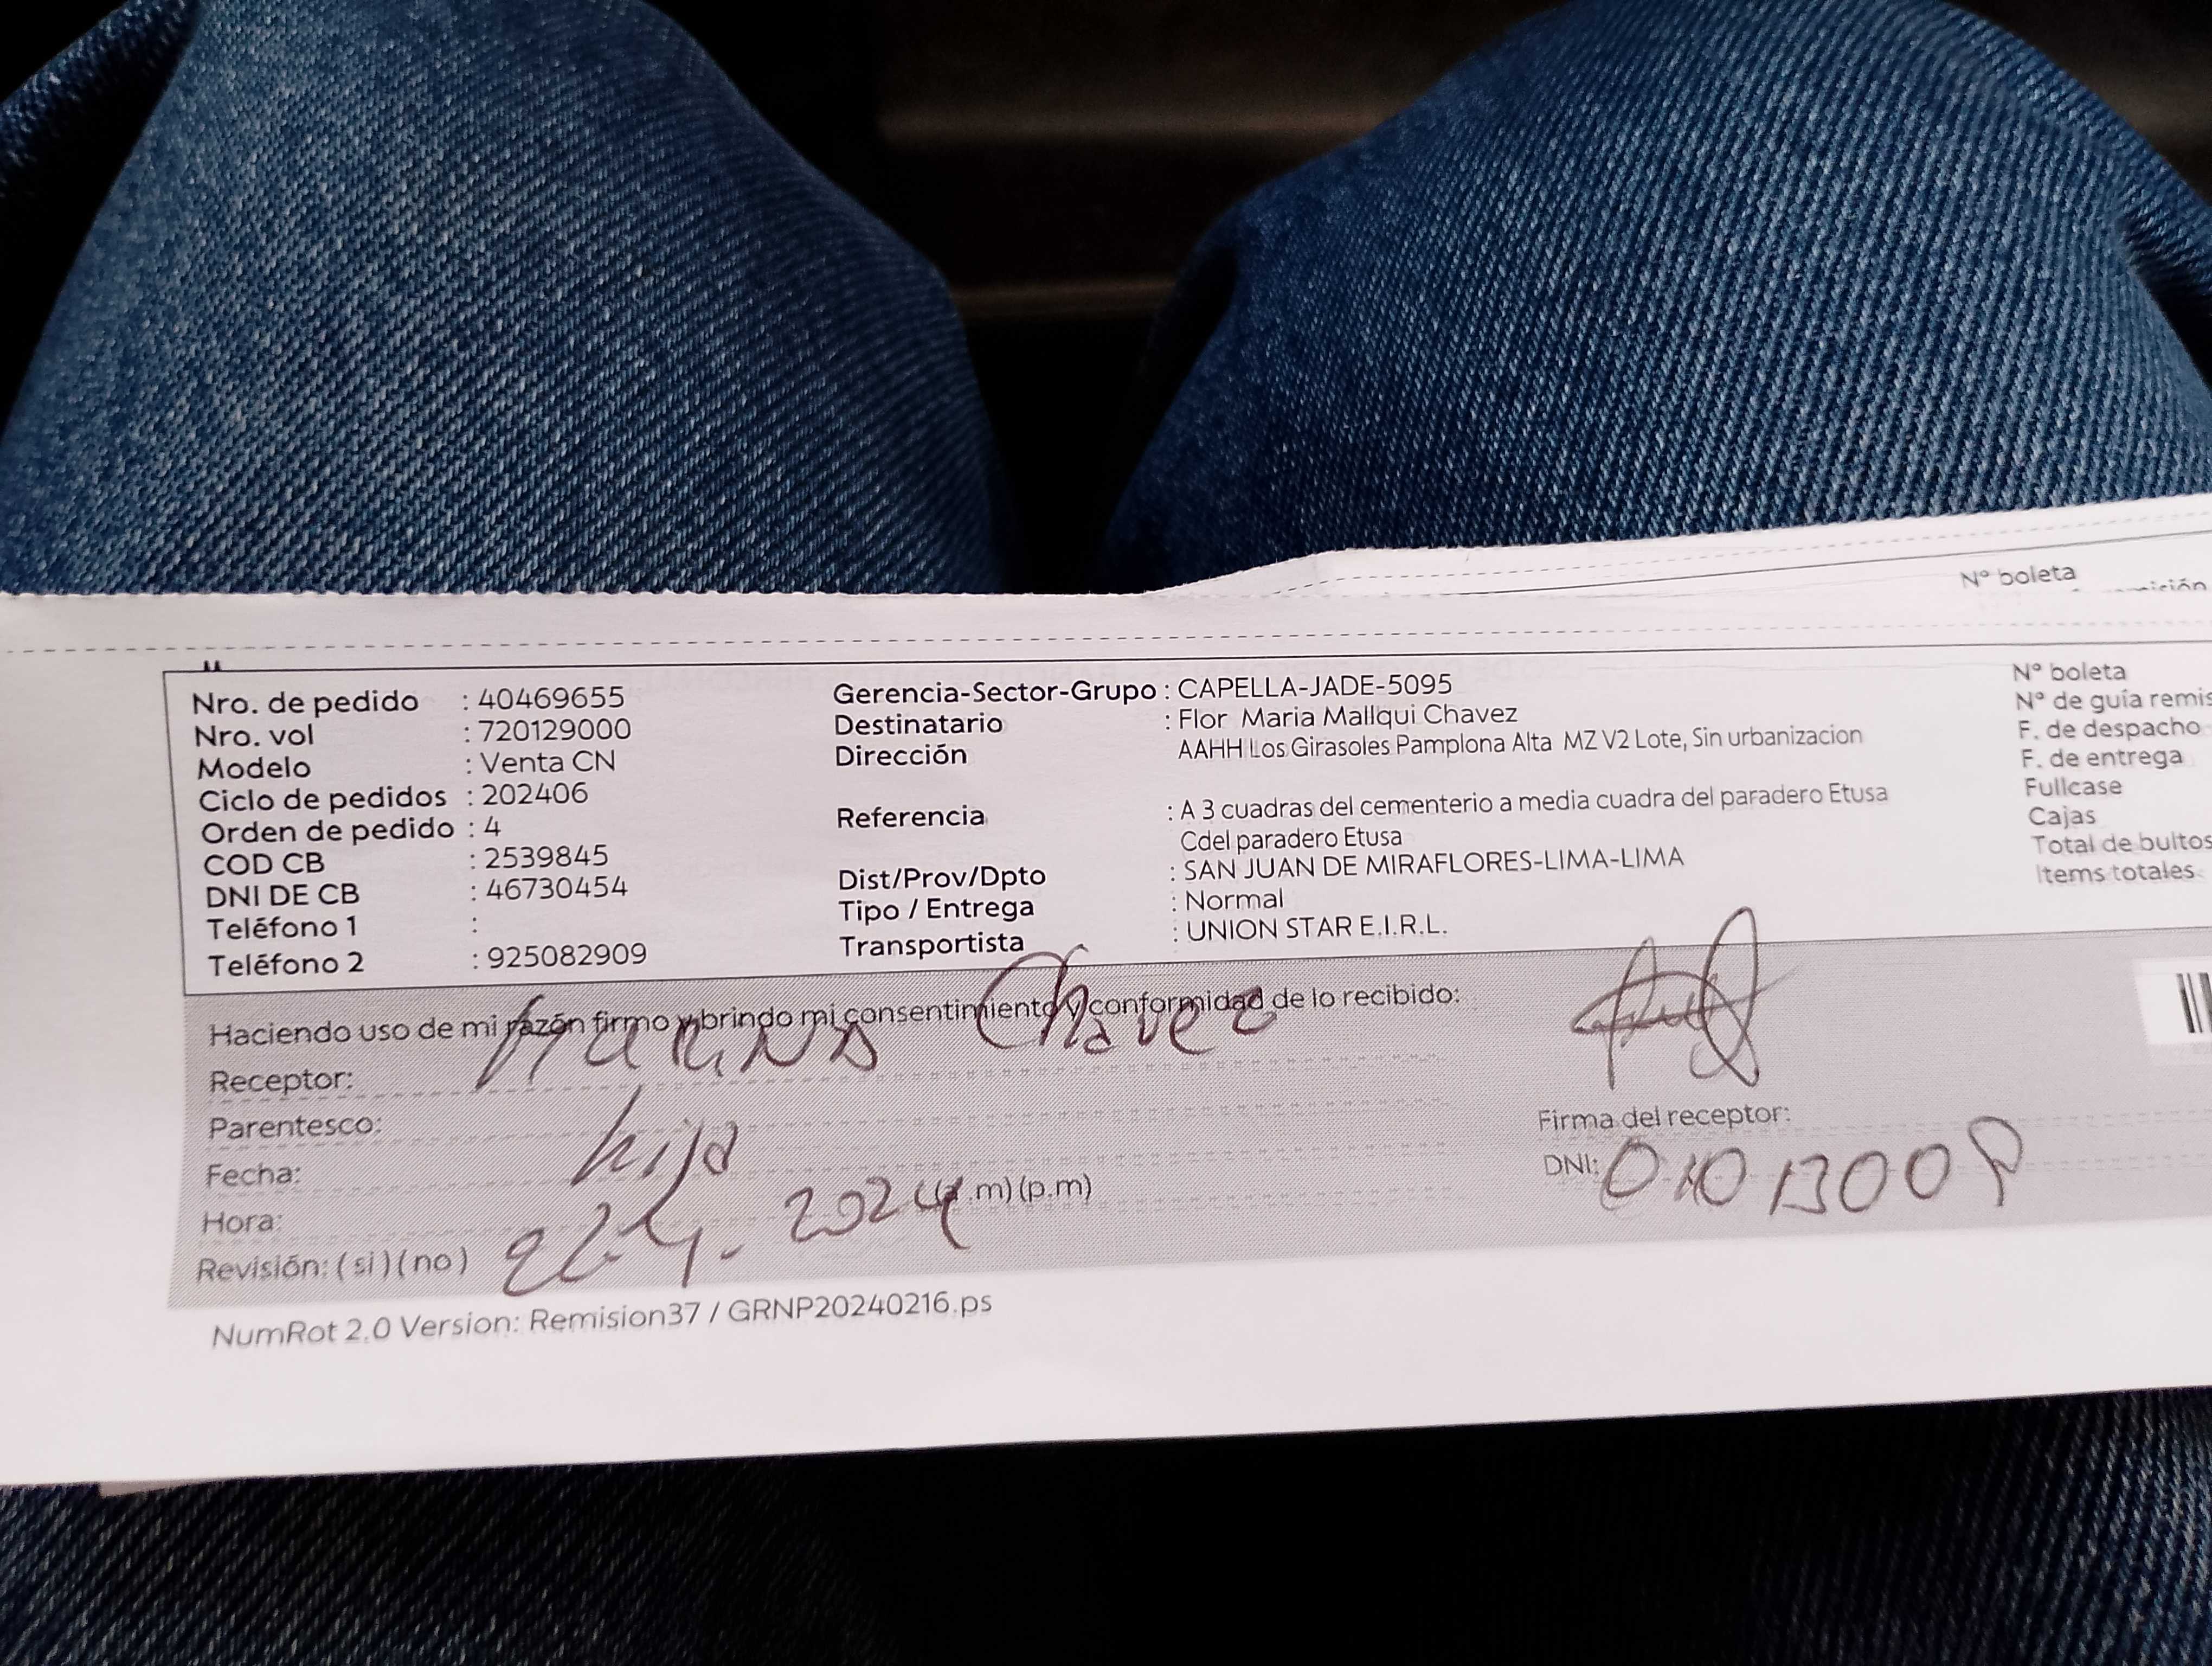 Nº boleta
Nro. de pedido : 40469655
Nro. vol : 720129000
Modelo : Venta CN
Ciclo de pedidos : 202406
Orden de pedido : 4
COD CB : 2539845
DNI DE CB : 46730454
Teléfono 1 :
Teléfono 2 : 925082909
Gerencia-Sector-Grupo : CAPELLA-JADE-5095
Destinatario : Flor Maria Mallqui Chavez
Dirección AAHH Los Girasoles Pamplona Alta MZ V2 Lote, Sin urbanizacion
Referencia : A 3 cuadras del cementerio a media cuadra del paradero Etusa
Cdel paradero Etusa
Dist/Prov/Dpto : SAN JUAN DE MIRAFLORES-LIMA-LIMA
Tipo / Entrega : Normal
Transportista : UNION STAR E.I.R.L.
Nº boleta
Nº de guía remis
F. de despacho
F. de entrega
Fullcase
Cajas
Total de bultos
Items totales
Haciendo uso de mi razón firmo y brindo mi consentimiento y conformidad de lo recibido:
Receptor: Chavez
Parentesco: hija
Fecha:
Hora: (a.m) (p.m)
Revisión: (si) (no) 22.4. 2024
Firma del receptor:
DNI:
NumRot 2.0 Version: Remision37 / GRNP20240216.ps